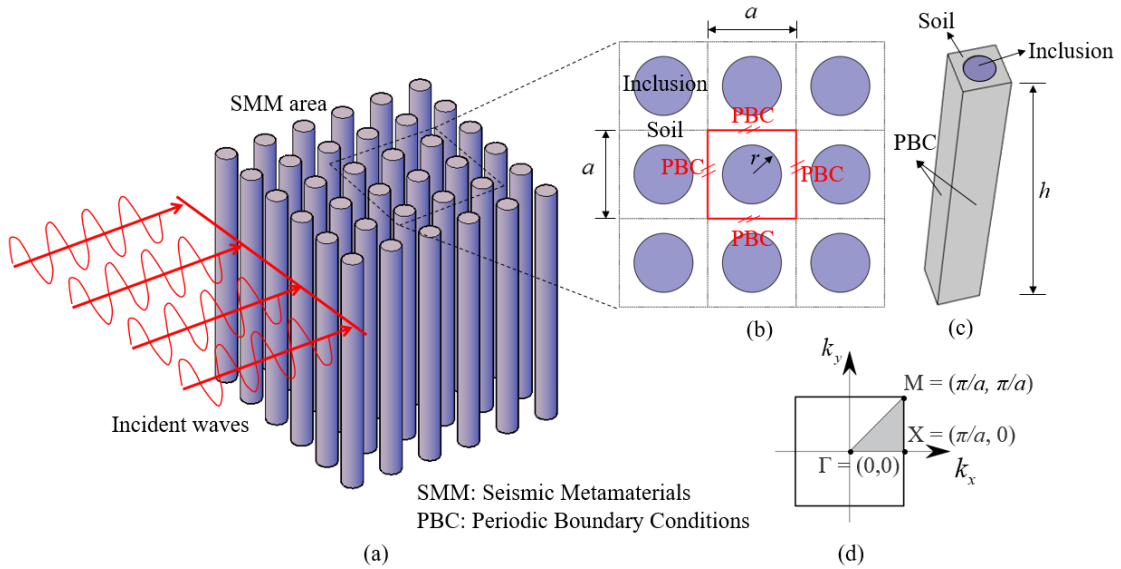 SMM area
Incident waves
SMM: Seismic Metamaterials
PBC: Periodic Boundary Conditions
(a)
a
Inclusion
PBC
Soil
a
PBC
r
PBC
PBC
(b)
Soil
Inclusion
PBC
h
(c)
k_y
M = (π/a, π/a)
X = (π/a, 0)
Γ = (0,0)
k_x
(d)